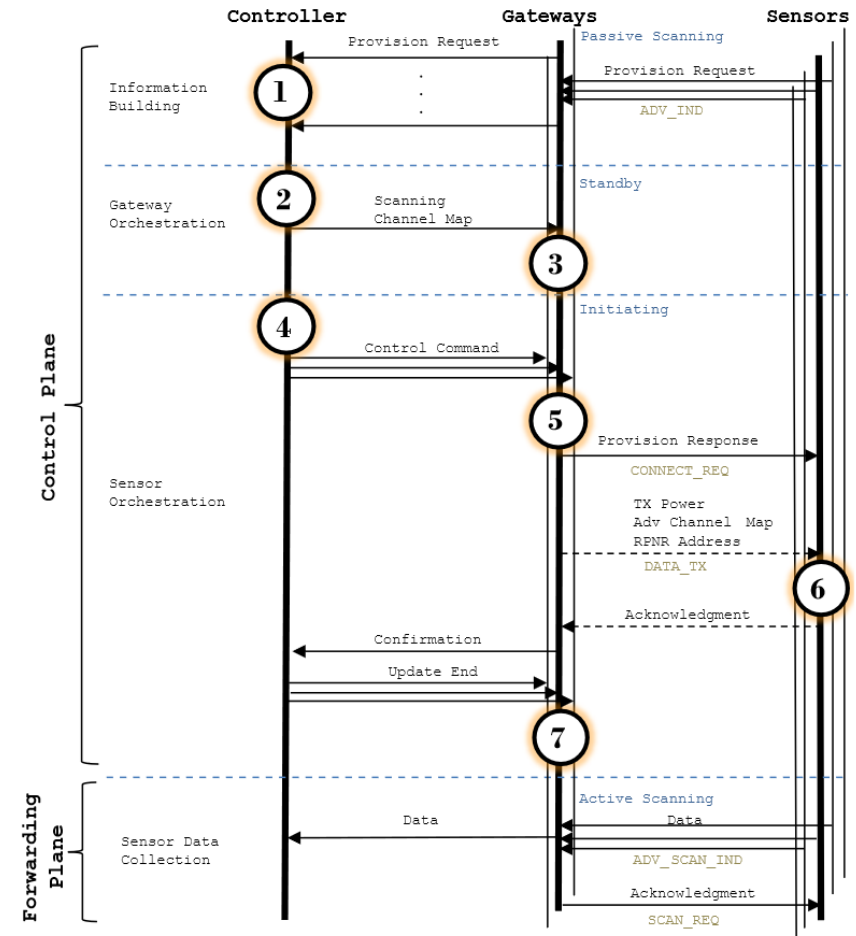 Controller Gateways Sensors
Passive Scanning
Provision Request
Provision Request
.
.
.
ADV_IND
Information
Building
1
Standby
2
Gateway
Orchestration
Scanning
Channel Map
3
Initiating
4
Control Command
5
Provision Response
CONNECT_REQ
Control Plane
Sensor
Orchestration
TX Power
Adv Channel Map
RPNR Address
DATA_TX
6
Acknowledgment
Confirmation
Update End
7
Active Scanning
Data
Data
Forwarding
Plane
Sensor Data
Collection
ADV_SCAN_IND
Acknowledgment
SCAN_REQ